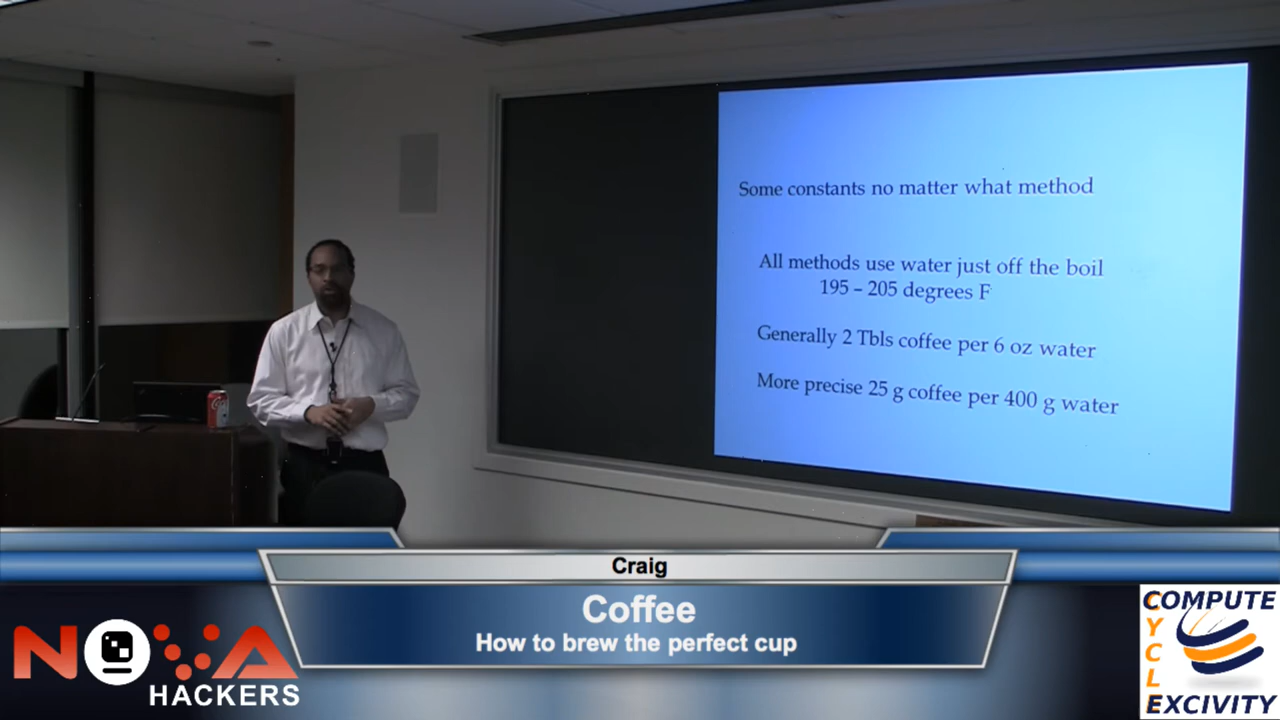 Some constants no matter what method
All methods use water just off the boil
195 – 205 degrees F
Generally 2 Tbls coffee per 6 oz water
More precise 25 g coffee per 400 g water
Craig
Coffee
How to brew the perfect cup
NOVA
HACKERS
COMPUTE
CYCLE
EXCIVITY